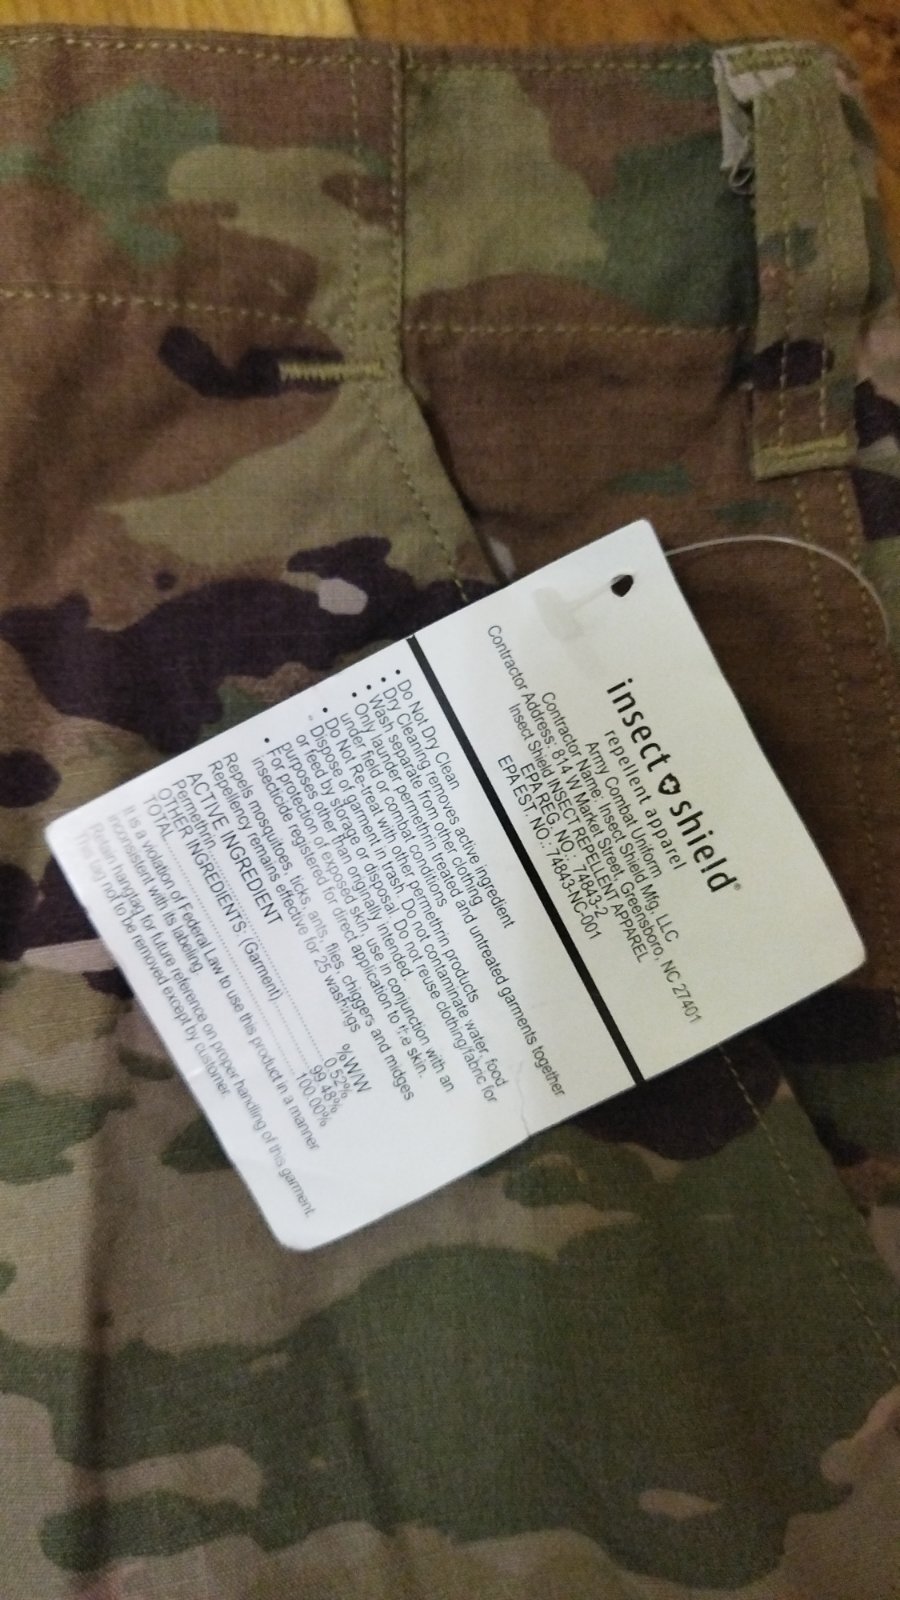 insect shield®
repellent apparel
Army Combat Uniform
Contractor Name: Insect Shield Mfg, LLC
Contractor Address: 814 W Market Street, Greensboro, NC 27401
Insect Shield INSECT REPELLENT APPAREL
EPA REG. NO.: 74843-2
EPA EST. NO.: 74843-NC-001
• Do Not Dry Clean
• Dry Cleaning removes active ingredient
• Wash separate from other clothing
• Only launder permethrin treated and untreated garments together
under field or combat conditions
• Do Not Re-treat with other permethrin products
• Dispose of garment in trash. Do not contaminate water, food
or feed by storage or disposal. Do not reuse clothing/fabric for
purposes other than originally intended
• For protection of exposed skin, use in conjunction with an
insecticide registered for direct application to the skin.
Repels mosquitoes, ticks, ants, flies, chiggers and midges
Repellency remains effective for 25 washings
ACTIVE INGREDIENT %W/W
Permethrin 0.52%
OTHER INGREDIENTS: (Garment) 99.48%
TOTAL 100.00%
It is a violation of Federal Law to use this product in a manner
inconsistent with its labeling.
Retain hangtag for future reference on proper handling of this garment.
This tag not to be removed except by customer.